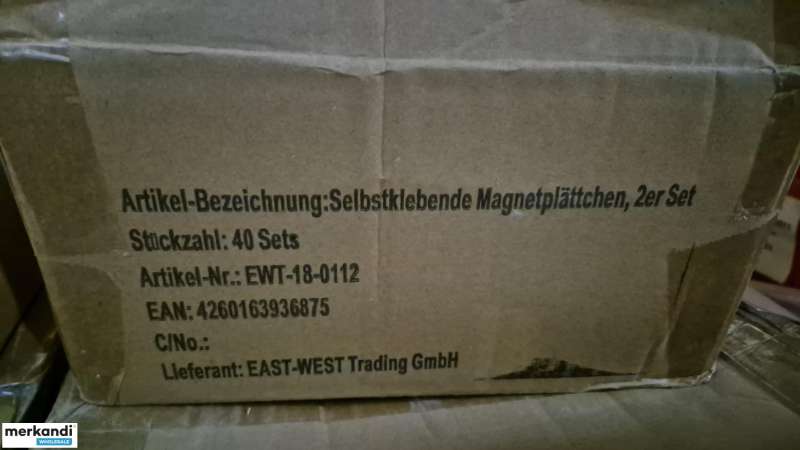 Artikel-Bezeichnung:Selbstklebende Magnetplättchen, 2er Set
Stückzahl: 40 Sets
Artikel-Nr.: EWT-18-0112
EAN: 4260163936875
C/No.:
Lieferant: EAST-WEST Trading GmbH
merkandi
WHOLESALE